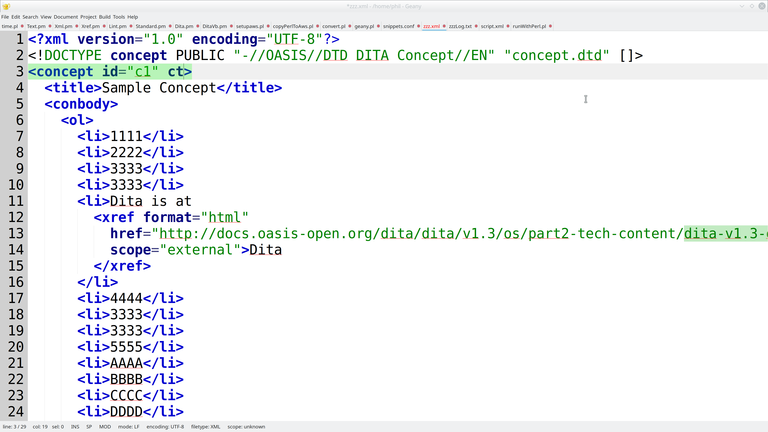 *zzz.xml - /home/phil - Geany
File Edit Search View Document Project Build Tools Help
time.pl Text.pm Xml.pm Xref.pm Lint.pm Standard.pm Dita.pm DitaVb.pm setupaws.pl copyPerlToAws.pl convert.pl geany.pl snippets.conf zzz.xml zzzLog.txt script.xml runWithPerl.pl
1 <?xml version="1.0" encoding="UTF-8"?>
2 <!DOCTYPE concept PUBLIC "-//OASIS//DTD DITA Concept//EN" "concept.dtd" []>
3 <concept id="c1" ct>
4 <title>Sample Concept</title>
5 <conbody>
6 <ol>
7 <li>1111</li>
8 <li>2222</li>
9 <li>3333</li>
10 <li>3333</li>
11 <li>Dita is at
12 <xref format="html"
13 href="http://docs.oasis-open.org/dita/dita/v1.3/os/part2-tech-content/dita-v1.3-
14 scope="external">Dita
15 </xref>
16 </li>
17 <li>4444</li>
18 <li>3333</li>
19 <li>3333</li>
20 <li>5555</li>
21 <li>AAAA</li>
22 <li>BBBB</li>
23 <li>CCCC</li>
24 <li>DDDD</li>
line: 3 / 29 col: 19 sel: 0 INS SP MOD mode: LF encoding: UTF-8 filetype: XML scope: unknown